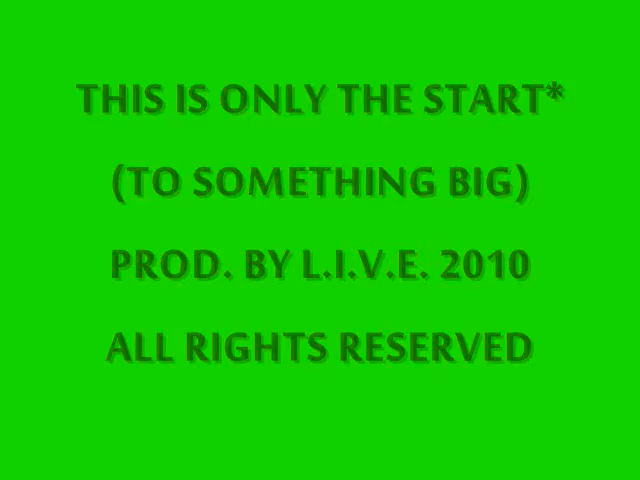 THIS IS ONLY THE START*
(TO SOMETHING BIG)
PROD. BY L.I.V.E. 2010
ALL RIGHTS RESERVED